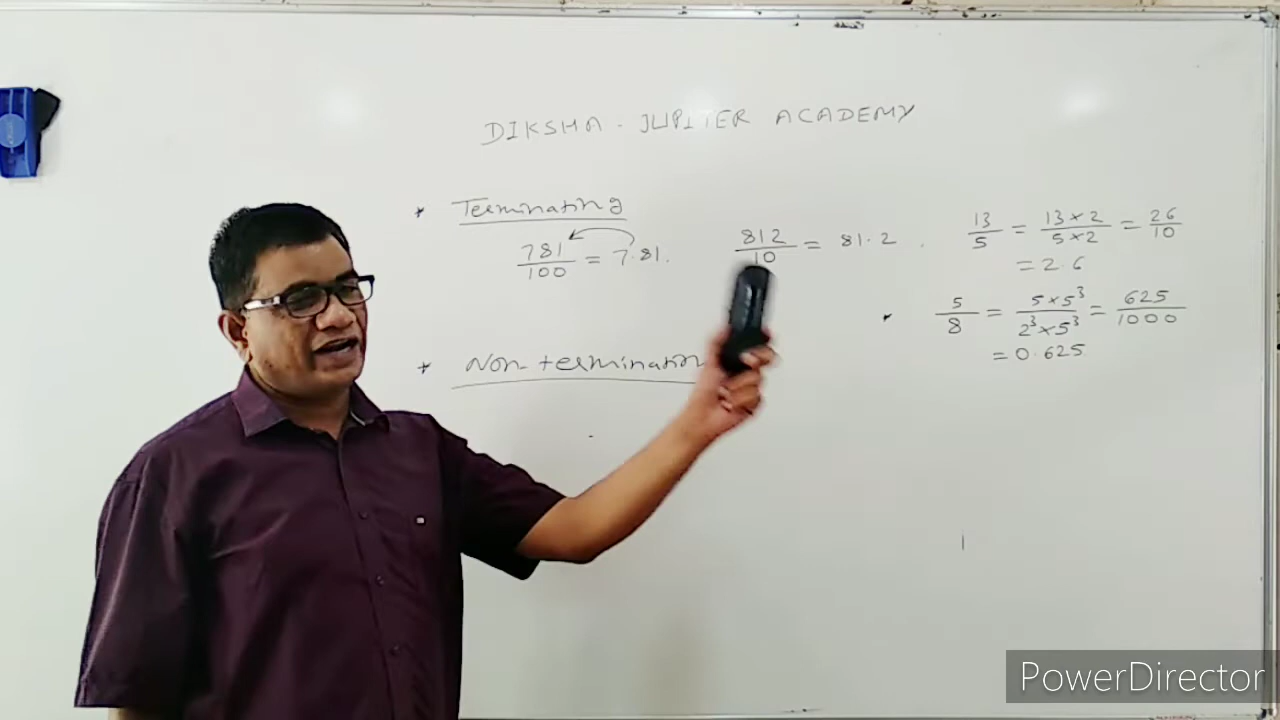 DIKSHA - JUPITER ACADEMY
* Terminating
781/100 = 7.81.
812/10 = 81.2
13/5 = 13×2/5×2 = 26/10
= 2.6
* 5/8 = 5×5³/2³×5³ = 625/1000
= 0.625
* Non-termination
PowerDirector